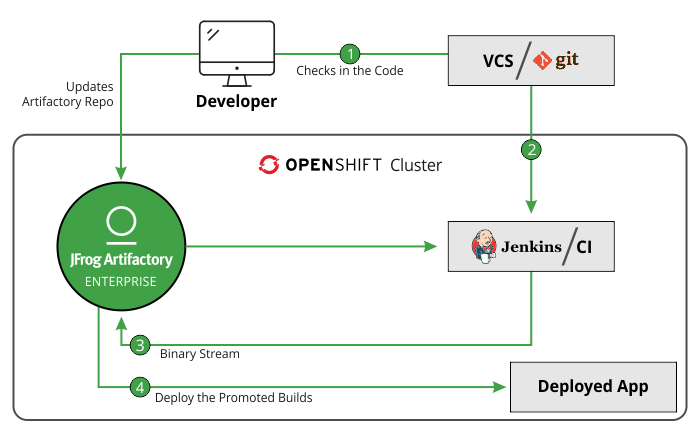 1
VCS / git
Checks in the Code
Updates
Artifactory Repo
Developer
2
OPENSHIFT Cluster
JFrog Artifactory
ENTERPRISE
Jenkins / CI
3
Binary Stream
4
Deploy the Promoted Builds
Deployed App